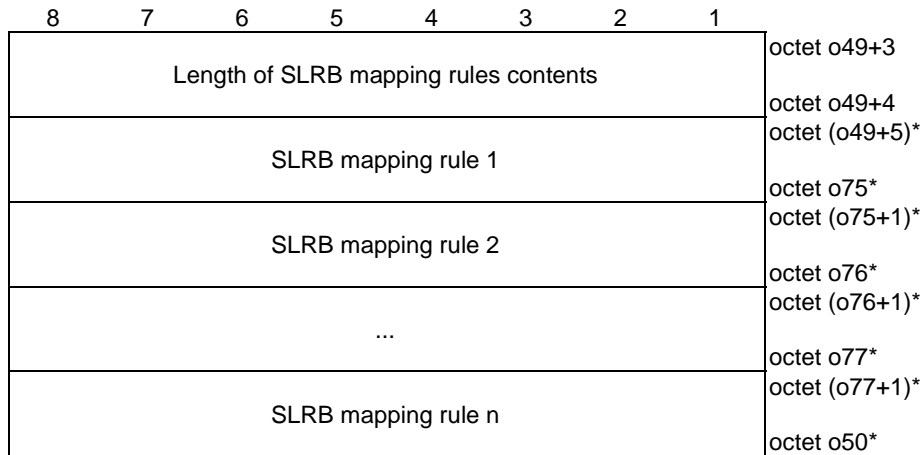 8 7 6 5 4 3 2 1
octet o49+3
Length of SLRB mapping rules contents
octet o49+4
octet (o49+5)*
SLRB mapping rule 1
octet o75*
octet (o75+1)*
SLRB mapping rule 2
octet o76*
octet (o76+1)*
...
octet o77*
octet (o77+1)*
SLRB mapping rule n
octet o50*